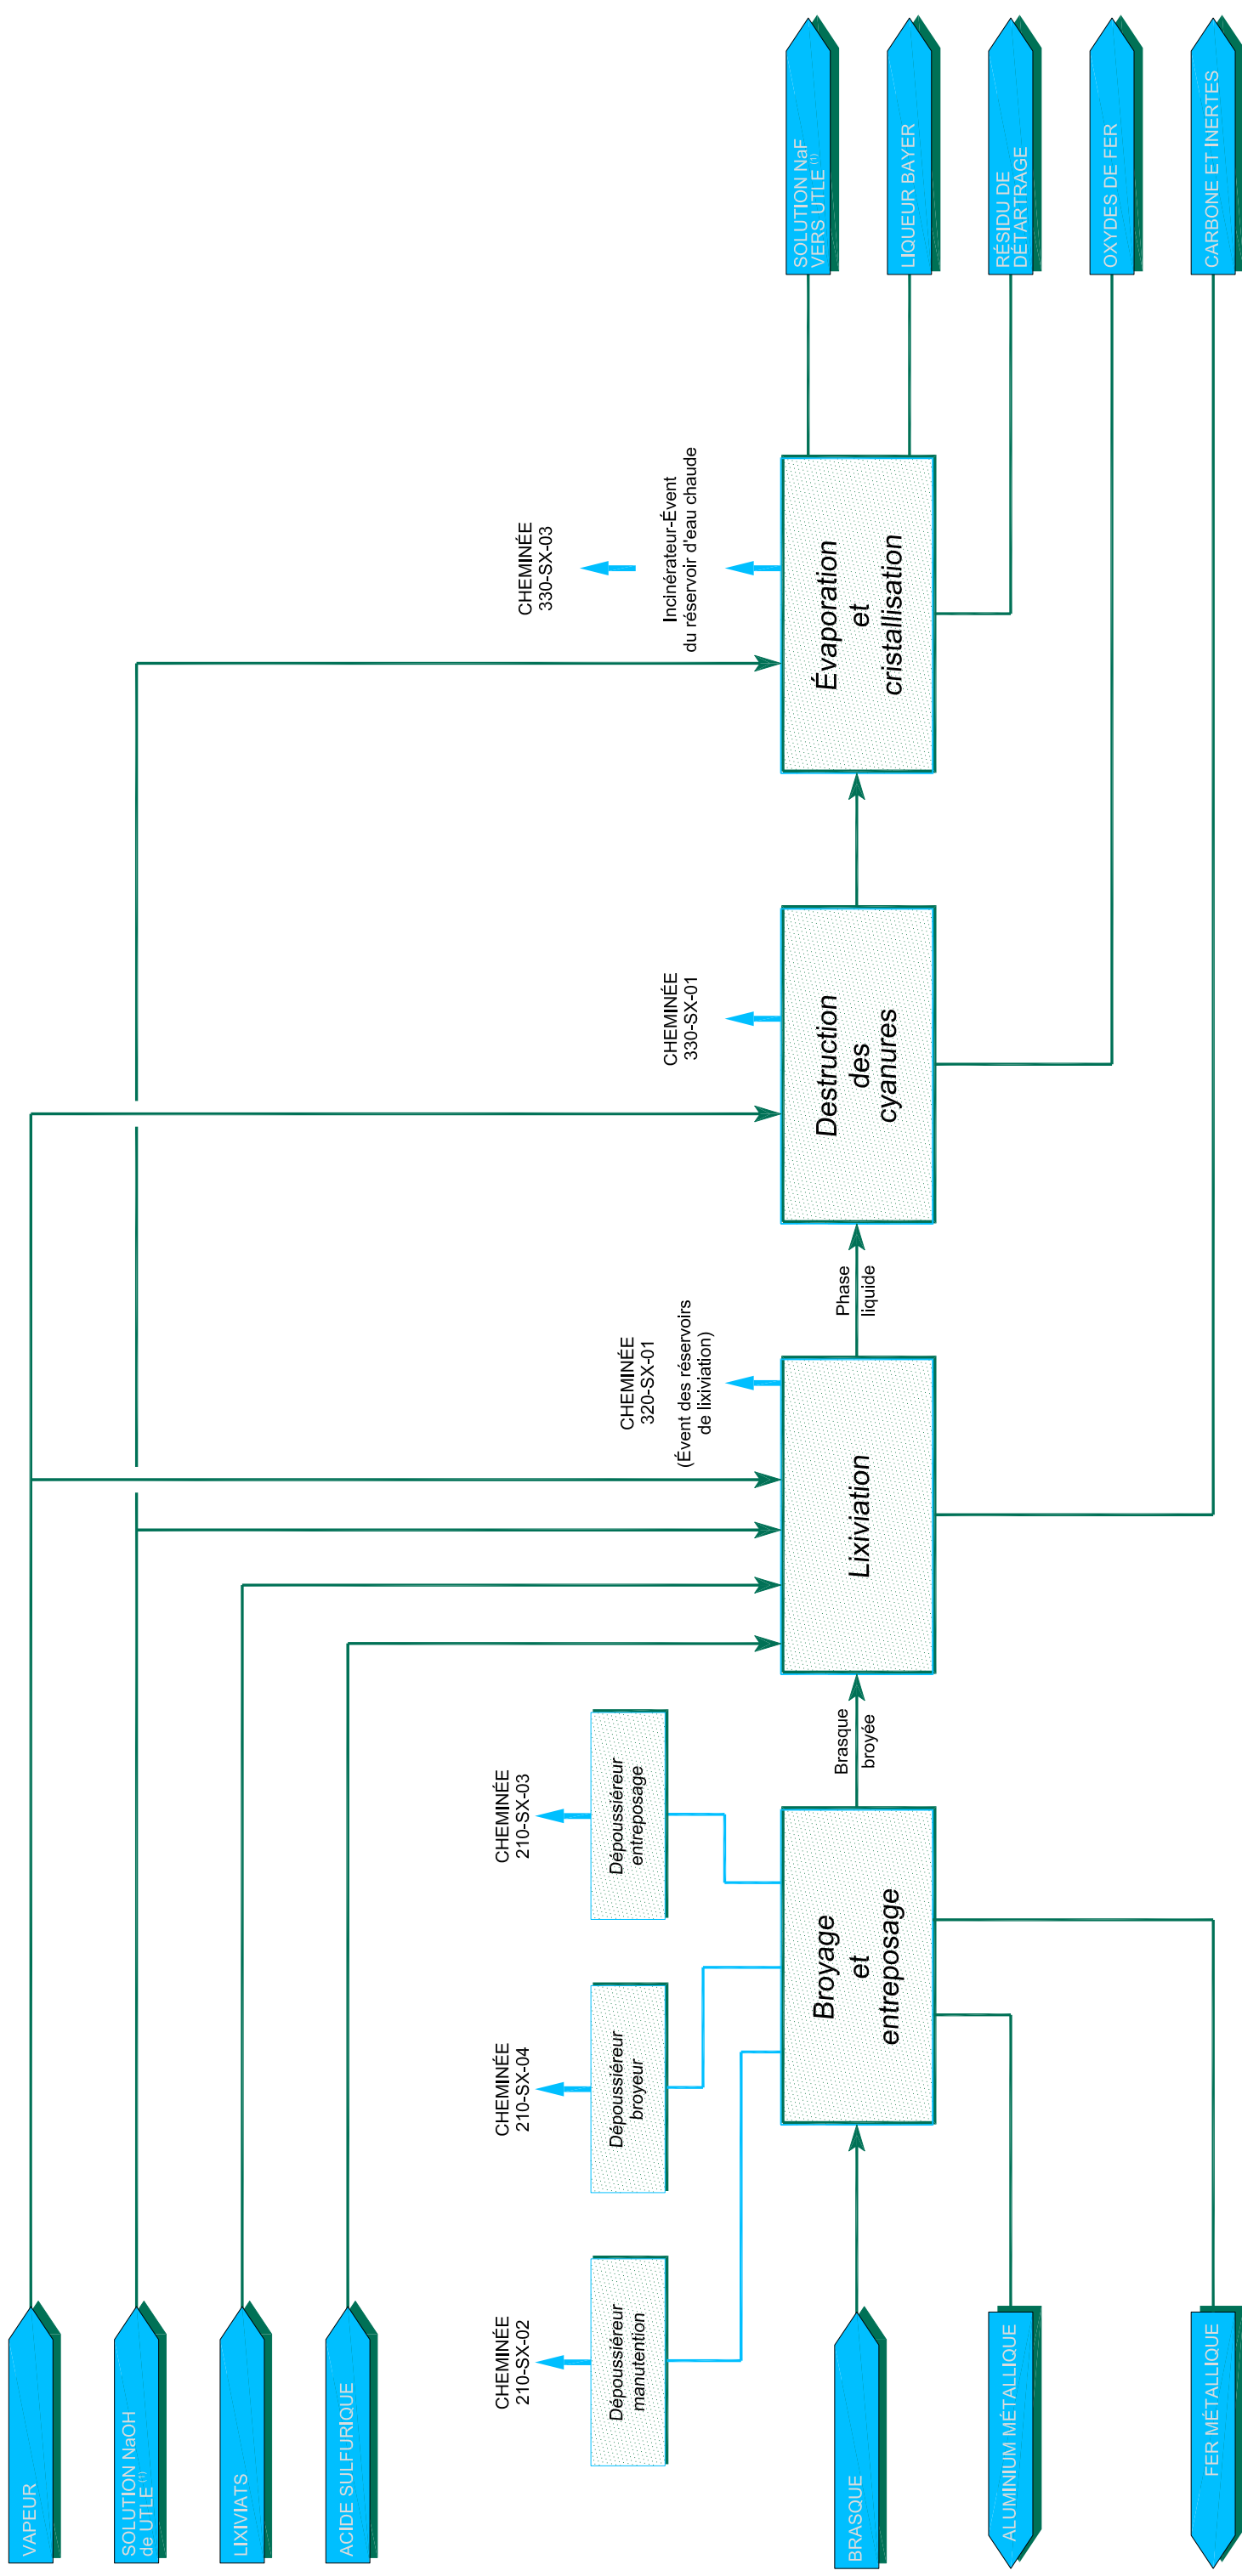 VAPEUR
SOLUTION NaOH
de UTLE (1)
LIXIVIATS
ACIDE SULFURIQUE
CHEMINÉE
210-SX-02
CHEMINÉE
210-SX-04
CHEMINÉE
210-SX-03
CHEMINÉE
320-SX-01
(Évent des réservoirs
de lixiviation)
CHEMINÉE
330-SX-01
CHEMINÉE
330-SX-03
Incinérateur-Évent
du réservoir d'eau chaude
Dépoussiéreur
manutention
Dépoussiéreur
broyeur
Dépoussiéreur
entreposage
BRASQUE
Broyage
et
entreposage
Brasque
broyée
Lixiviation
Phase
liquide
Destruction
des
cyanures
Évaporation
et
cristallisation
SOLUTION NaF
VERS UTLE (1)
LIQUEUR BAYER
ALUMINIUM MÉTALLIQUE
RÉSIDU DE
DÉTARTRAGE
OXYDES DE FER
FER MÉTALLIQUE
CARBONE ET INERTES